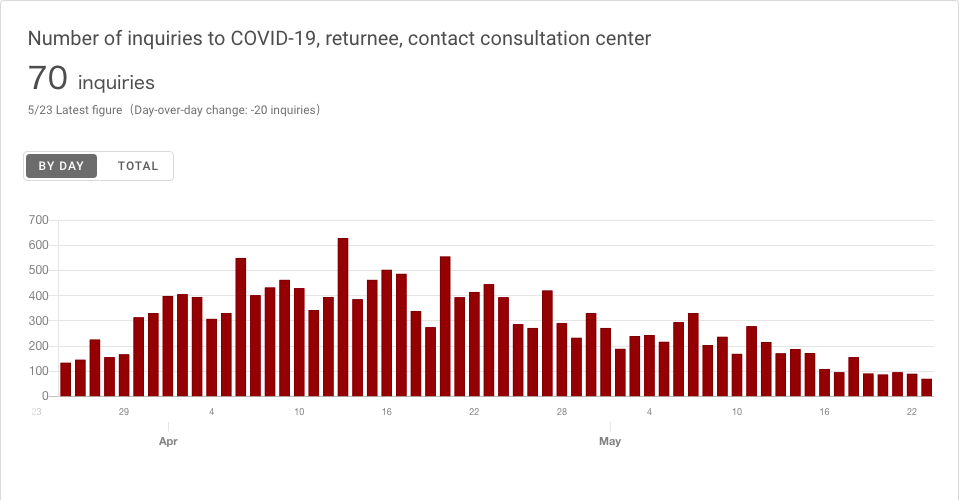 Number of inquiries to COVID-19, returnee, contact consultation center
70 inquiries
5/23 Latest figure（Day-over-day change: -20 inquiries）
BY DAY TOTAL
700
600
500
400
300
200
100
0
23 29 4 10 16 22 28 4 10 16 22
Apr May